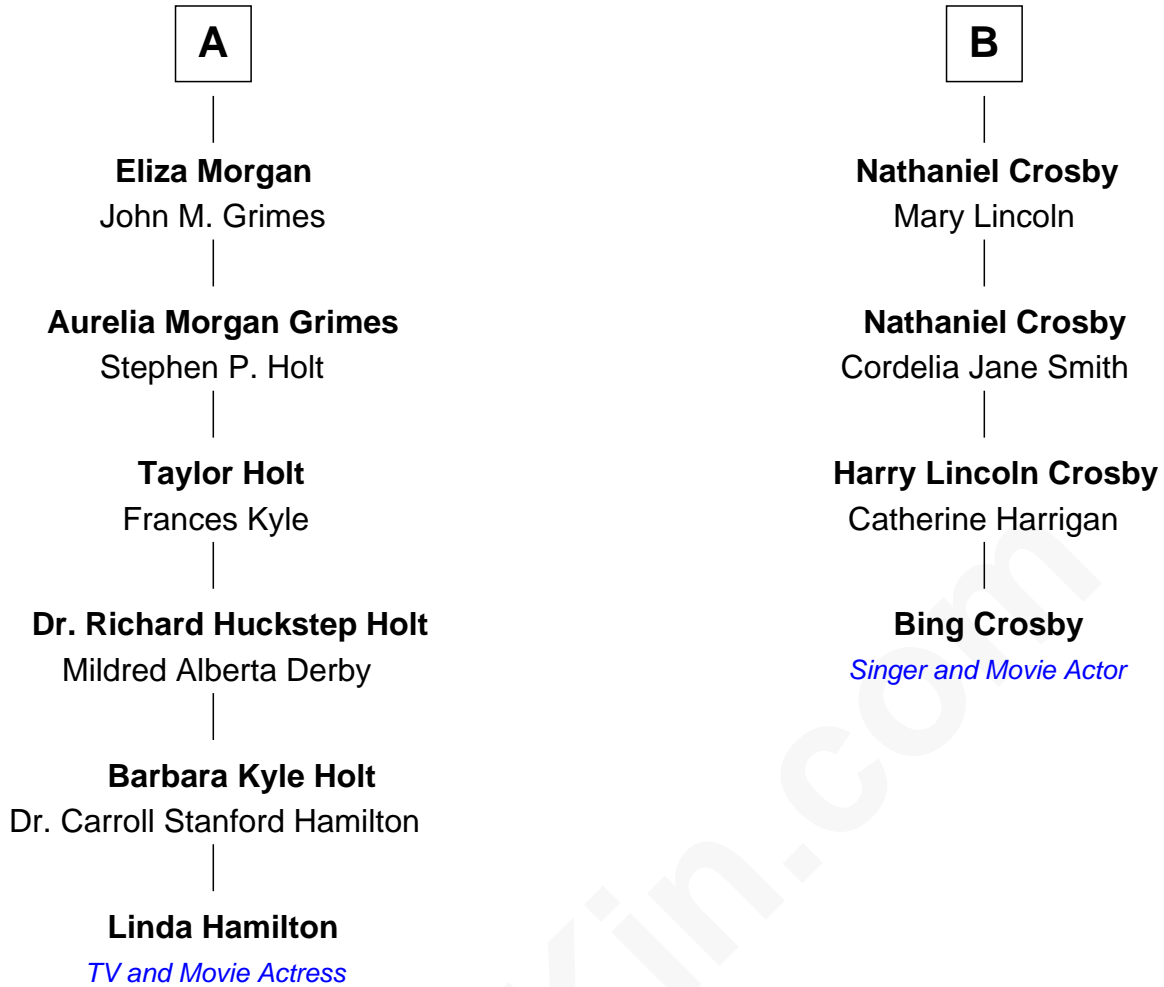 A
Eliza Morgan
John M. Grimes
Aurelia Morgan Grimes
Stephen P. Holt
Taylor Holt
Frances Kyle
Dr. Richard Huckstep Holt
Mildred Alberta Derby
Barbara Kyle Holt
Dr. Carroll Stanford Hamilton
Linda Hamilton
TV and Movie Actress
B
Nathaniel Crosby
Mary Lincoln
Nathaniel Crosby
Cordelia Jane Smith
Harry Lincoln Crosby
Catherine Harrigan
Bing Crosby
Singer and Movie Actor
Kin.com